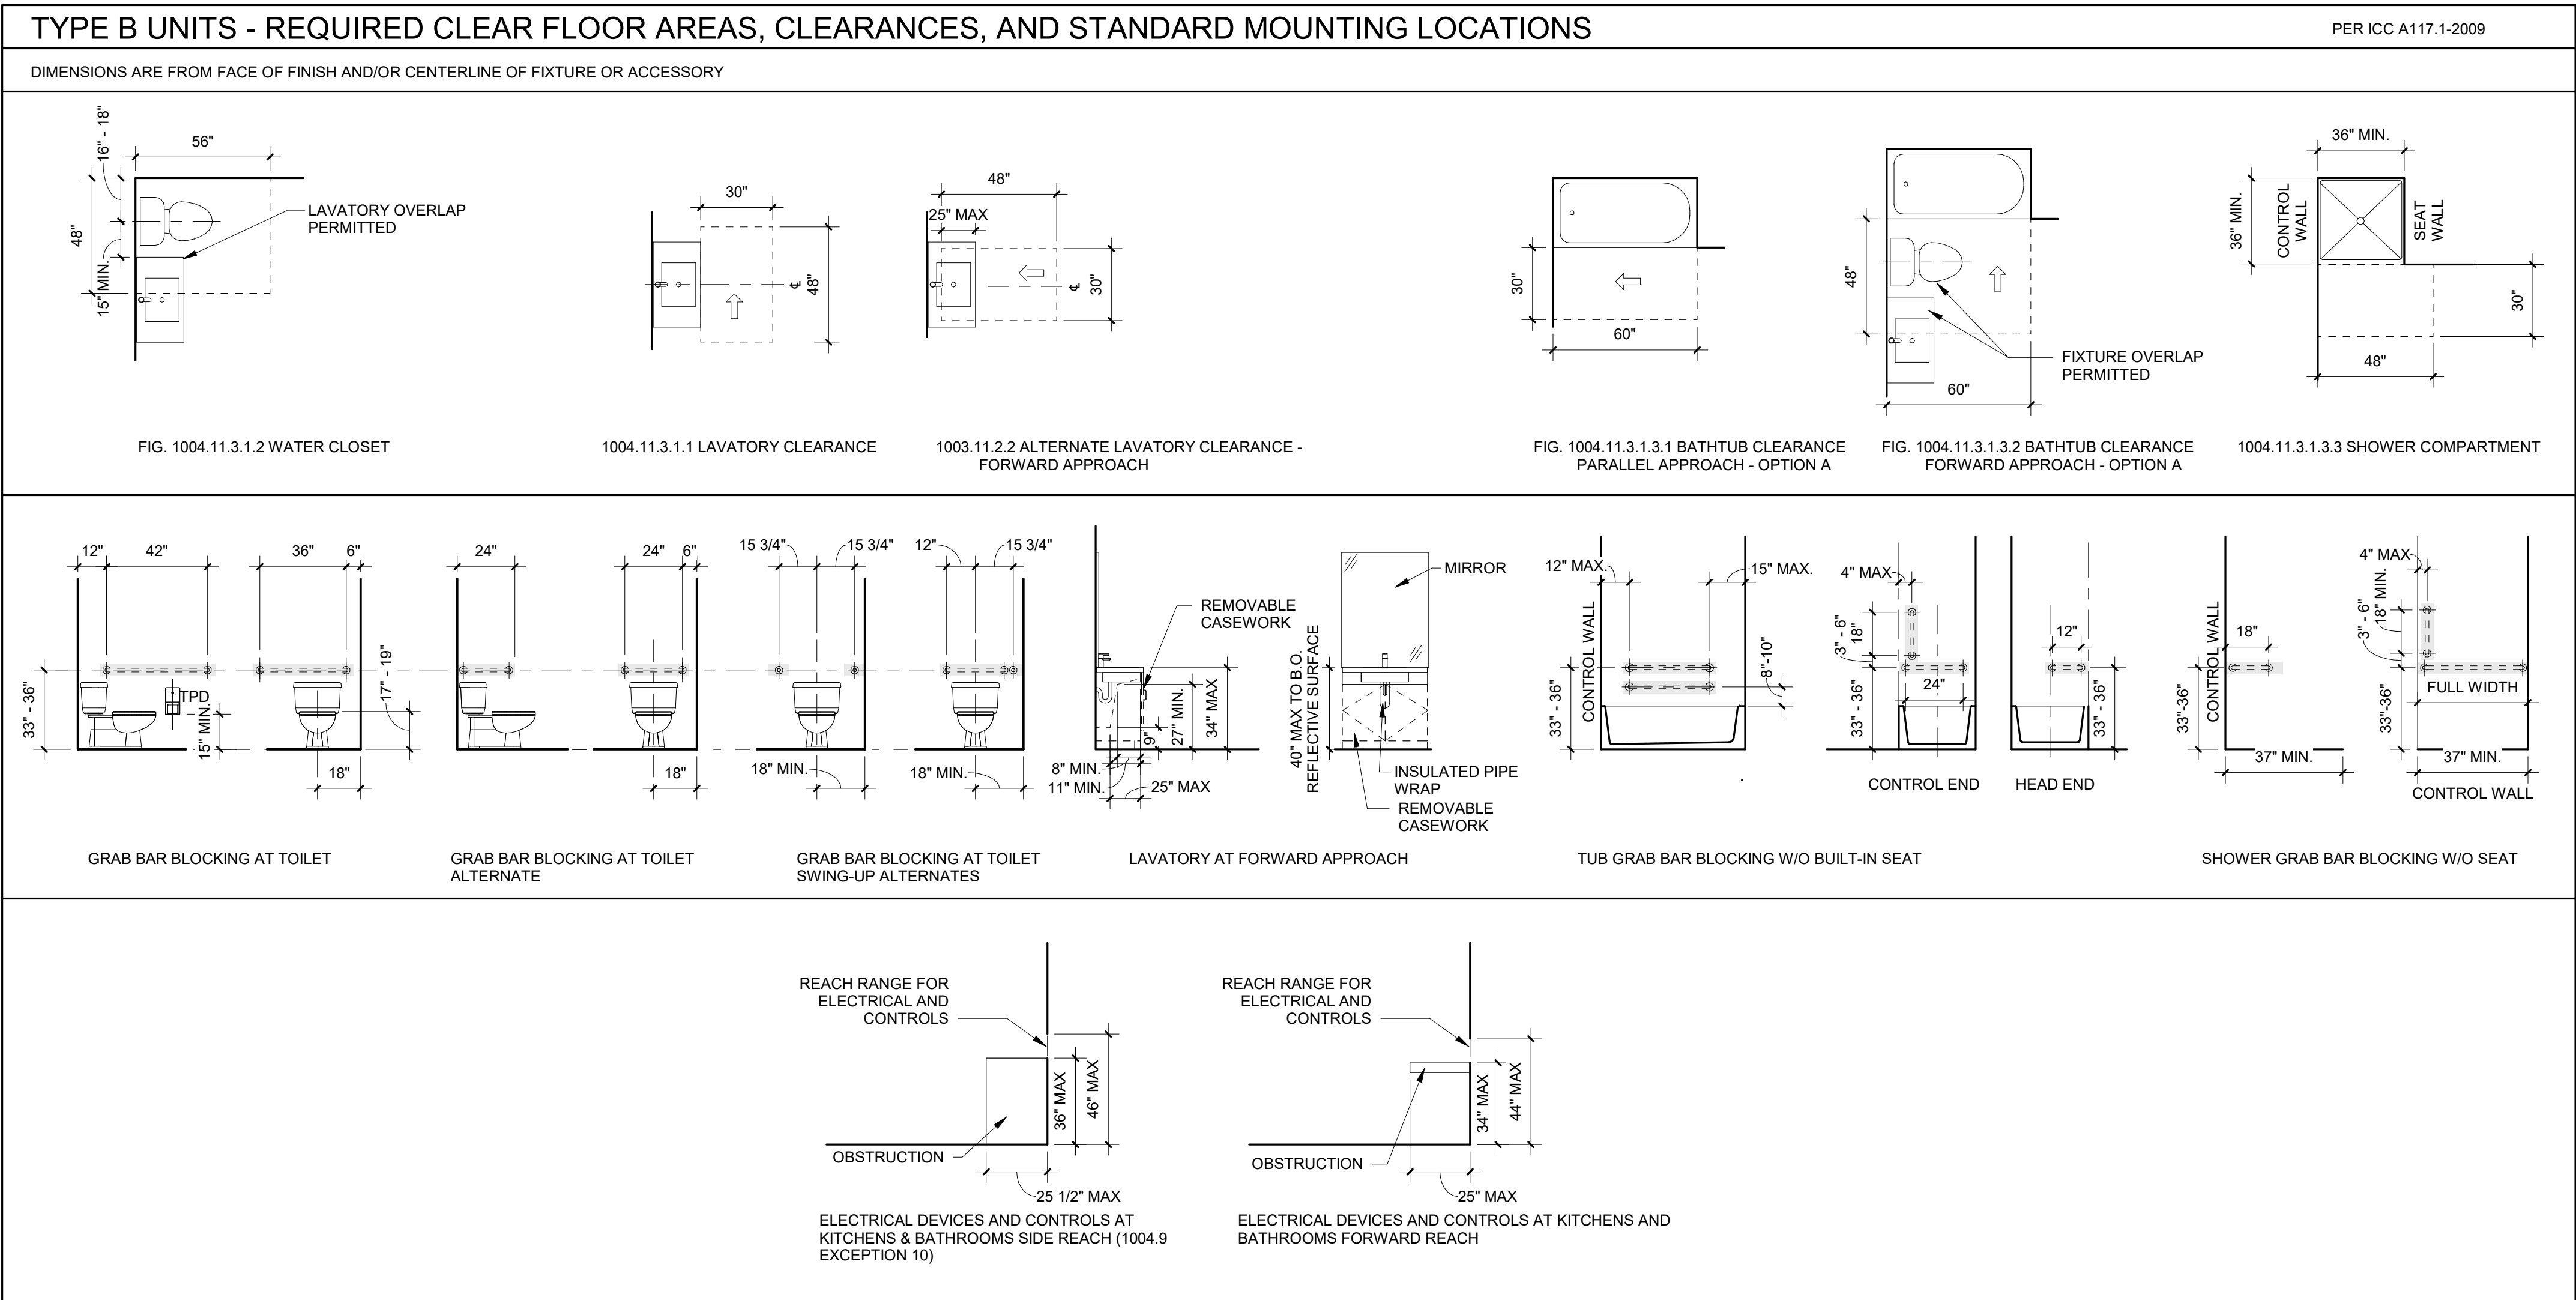 TYPE B UNITS - REQUIRED CLEAR FLOOR AREAS, CLEARANCES, AND STANDARD MOUNTING LOCATIONS
PER ICC A117.1-2009
DIMENSIONS ARE FROM FACE OF FINISH AND/OR CENTERLINE OF FIXTURE OR ACCESSORY
16" - 18"
56"
48"
15" MIN.
LAVATORY OVERLAP
PERMITTED
FIG. 1004.11.3.1.2 WATER CLOSET
30"
48"
℄
1004.11.3.1.1 LAVATORY CLEARANCE
48"
25" MAX
℄
30"
1003.11.2.2 ALTERNATE LAVATORY CLEARANCE -
FORWARD APPROACH
30"
60"
FIG. 1004.11.3.1.3.1 BATHTUB CLEARANCE
PARALLEL APPROACH - OPTION A
48"
60"
FIXTURE OVERLAP
PERMITTED
FIG. 1004.11.3.1.3.2 BATHTUB CLEARANCE
FORWARD APPROACH - OPTION A
36" MIN.
36" MIN.
CONTROL
WALL
SEAT
WALL
30"
48"
1004.11.3.1.3.3 SHOWER COMPARTMENT
12"
42"
36"
6"
33" - 36"
TPD
15" MIN.
17" - 19"
18"
GRAB BAR BLOCKING AT TOILET
24"
24"
6"
18"
GRAB BAR BLOCKING AT TOILET
ALTERNATE
15 3/4"
15 3/4"
12"
15 3/4"
18" MIN.
18" MIN.
GRAB BAR BLOCKING AT TOILET
SWING-UP ALTERNATES
REMOVABLE
CASEWORK
9"
27" MIN.
34" MAX
8" MIN.
11" MIN.
25" MAX
40" MAX TO B.O.
REFLECTIVE SURFACE
MIRROR
INSULATED PIPE
WRAP
REMOVABLE
CASEWORK
LAVATORY AT FORWARD APPROACH
12" MAX.
15" MAX.
CONTROL WALL
33" - 36"
8"-10"
4" MAX
3" - 6"
18"
33" - 36"
24"
CONTROL END
12"
33" - 36"
HEAD END
TUB GRAB BAR BLOCKING W/O BUILT-IN SEAT
CONTROL WALL
18"
33"-36"
37" MIN.
4" MAX
3" - 6"
18" MIN.
33"-36"
FULL WIDTH
37" MIN.
CONTROL WALL
SHOWER GRAB BAR BLOCKING W/O SEAT
REACH RANGE FOR
ELECTRICAL AND
CONTROLS
36" MAX
46" MAX
OBSTRUCTION
25 1/2" MAX
ELECTRICAL DEVICES AND CONTROLS AT
KITCHENS & BATHROOMS SIDE REACH (1004.9
EXCEPTION 10)
REACH RANGE FOR
ELECTRICAL AND
CONTROLS
34" MAX
44" MAX
OBSTRUCTION
25" MAX
ELECTRICAL DEVICES AND CONTROLS AT KITCHENS AND
BATHROOMS FORWARD REACH